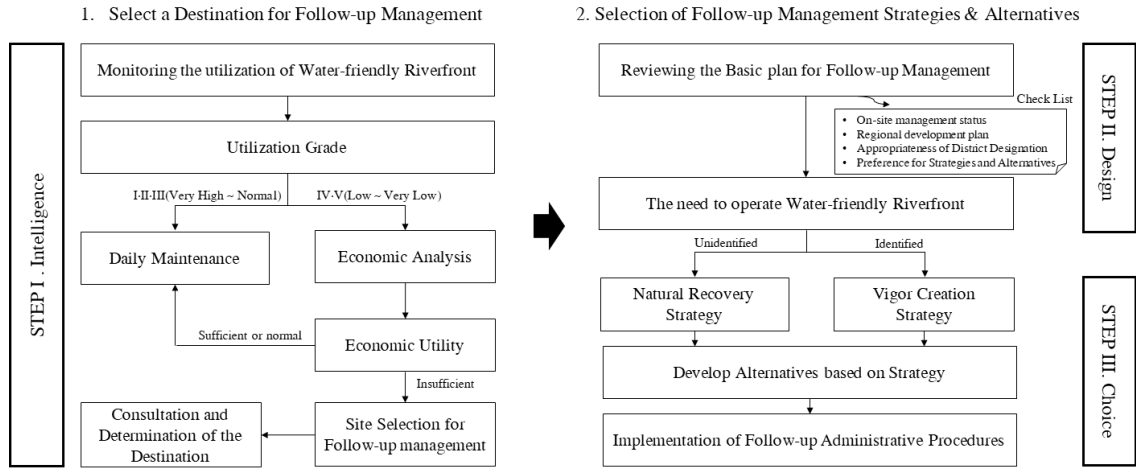 1. Select a Destination for Follow-up Management
STEP I . Intelligence
Monitoring the utilization of Water-friendly Riverfront
Utilization Grade
I·II·III(Very High ~ Normal)
IV·V(Low ~ Very Low)
Daily Maintenance
Economic Analysis
Sufficient or normal
Economic Utility
Insufficient
Consultation and
Determination of the
Destination
Site Selection for
Follow-up management
2. Selection of Follow-up Management Strategies & Alternatives
Reviewing the Basic plan for Follow-up Management
Check List
• On-site management status
• Regional development plan
• Appropriateness of District Designation
• Preference for Strategies and Alternatives
The need to operate Water-friendly Riverfront
Unidentified
Identified
Natural Recovery
Strategy
Vigor Creation
Strategy
Develop Alternatives based on Strategy
Implementation of Follow-up Administrative Procedures
STEP II. Design
STEP III. Choice